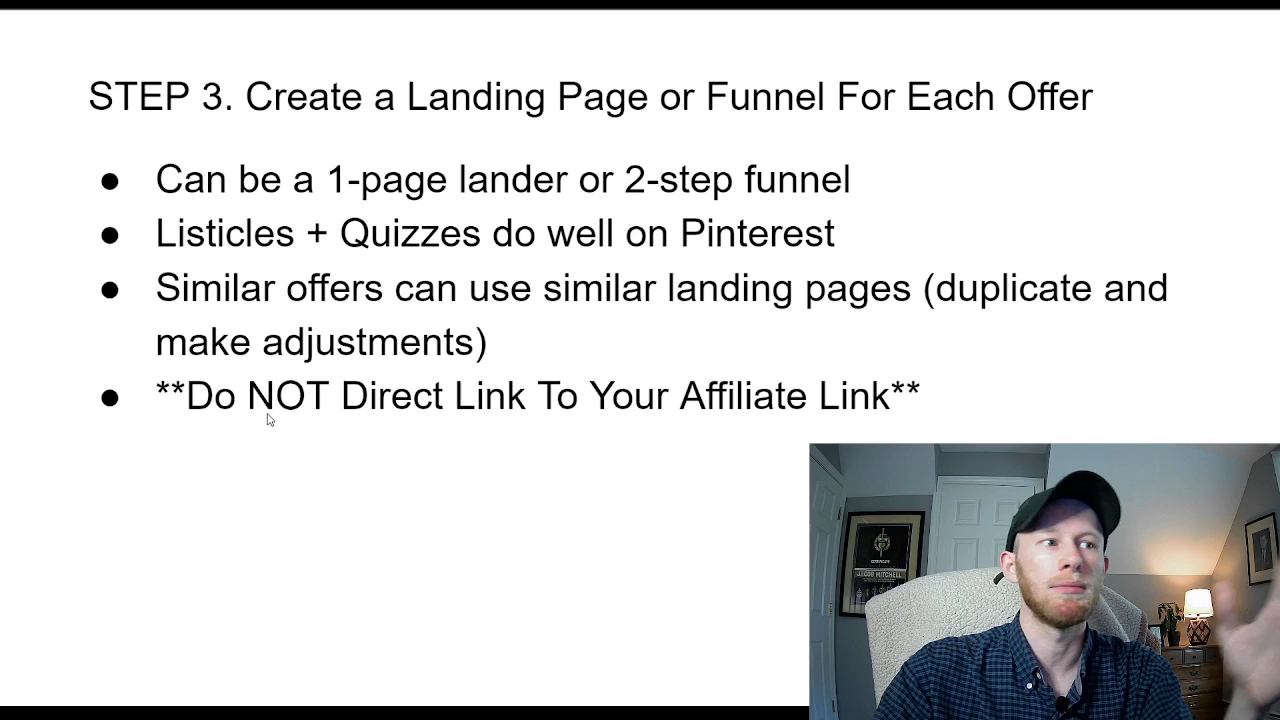 STEP 3. Create a Landing Page or Funnel For Each Offer
● Can be a 1-page lander or 2-step funnel
● Listicles + Quizzes do well on Pinterest
● Similar offers can use similar landing pages (duplicate and
make adjustments)
● **Do NOT Direct Link To Your Affiliate Link**
JACOB MITCHELL